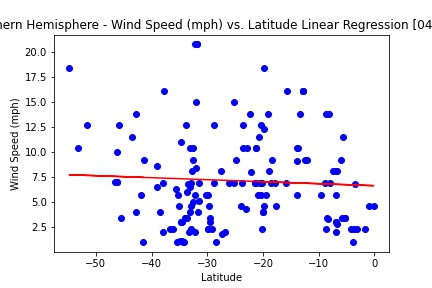 hern Hemisphere - Wind Speed (mph) vs. Latitude Linear Regression [04
20.0
17.5
15.0
12.5
10.0
7.5
5.0
2.5
Wind Speed (mph)
−50 −40 −30 −20 −10 0
Latitude